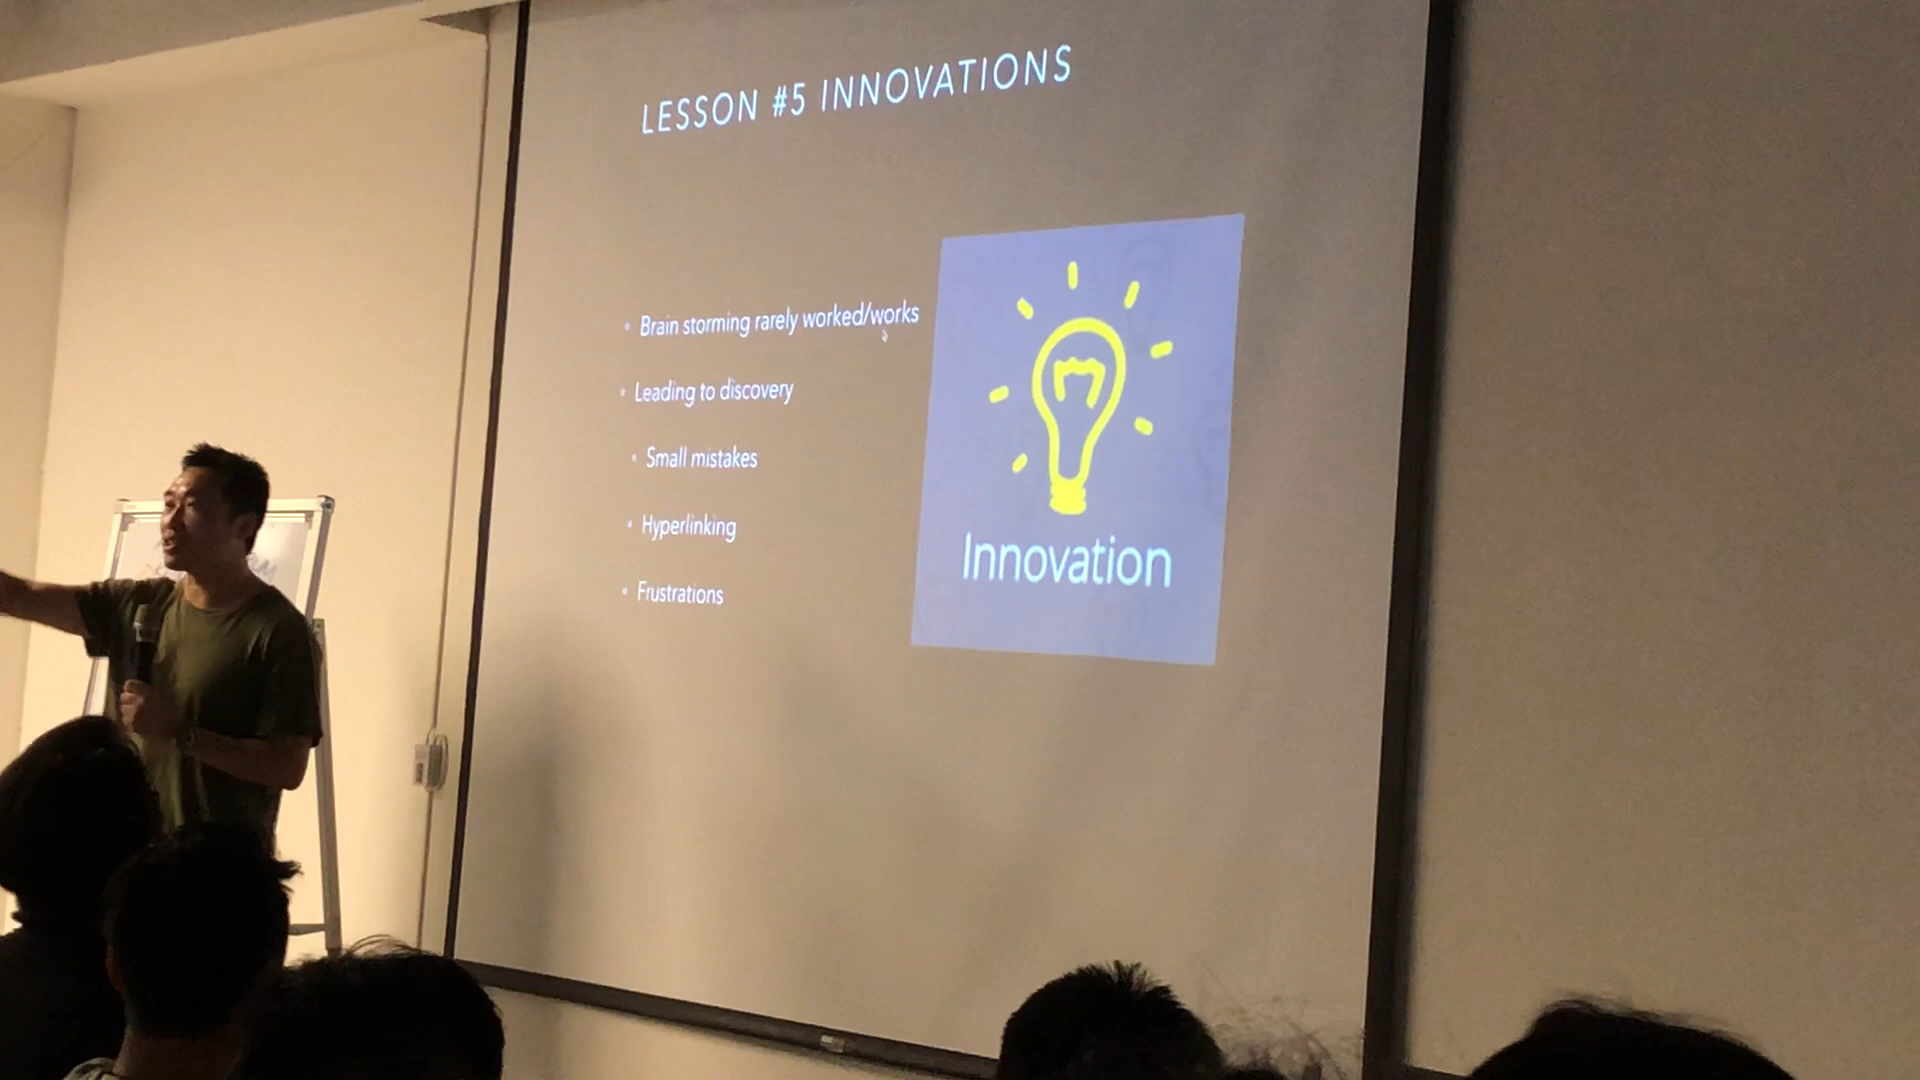 LESSON #5 INNOVATIONS
• Brain storming rarely worked/works
• Leading to discovery
• Small mistakes
• Hyperlinking
• Frustrations
Innovation